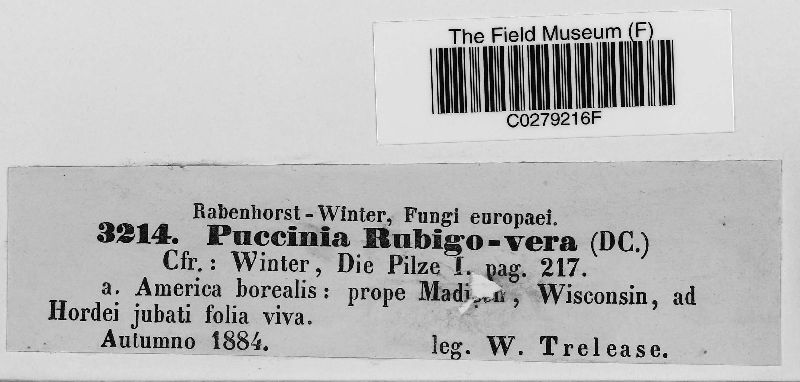 The Field Museum (F)
C0279216F
Rabenhorst-Winter, Fungi europaei.
3214. Puccinia Rubigo-vera (DC.)
Cfr.: Winter, Die Pilze I. pag. 217.
a. America borealis: prope Madison, Wisconsin, ad
Hordei jubati folia viva.
Autumno 1884. leg. W. Trelease.